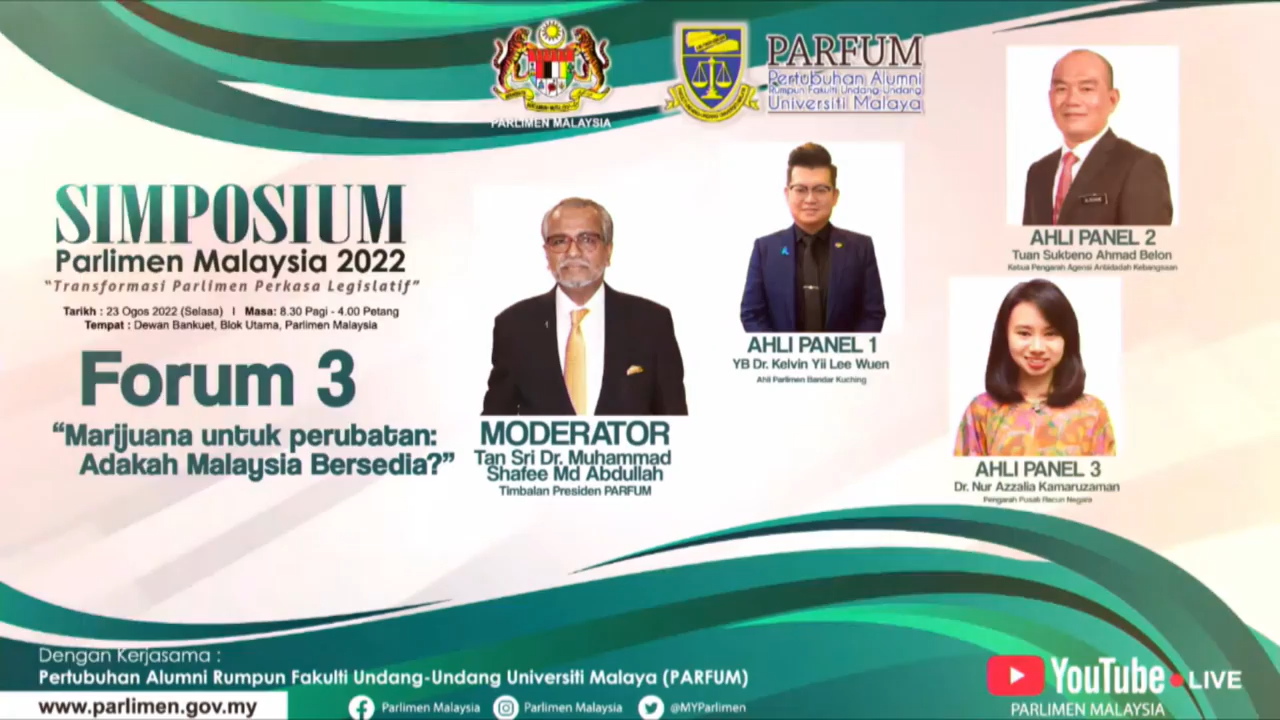 PARLIMEN MALAYSIA
PARFUM
Pertubuhan Alumni
Rumpun Fakulti Undang-Undang
Universiti Malaya
SIMPOSIUM
Parlimen Malaysia 2022
"Transformasi Parlimen Perkasa Legislatif"
Tarikh : 23 Ogos 2022 (Selasa) I Masa: 8.30 Pagi - 4.00 Petang
Tempat : Dewan Bankuet, Blok Utama, Parlimen Malaysia
Forum 3
“Marijuana untuk perubatan:
Adakah Malaysia Bersedia?”
MODERATOR
Tan Sri Dr. Muhammad
Shafee Md Abdullah
Timbalan Presiden PARFUM
AHLI PANEL 1
YB Dr. Kelvin Yii Lee Wuen
Ahli Parlimen Bandar Kuching
AHLI PANEL 2
Tuan Sukteno Ahmad Belon
Ketua Pengarah Agensi Antidadah Kebangsaan
AHLI PANEL 3
Dr. Nur Azzalia Kamaruzaman
Pengarah Pusat Racun Negara
Dengan Kerjasama :
Pertubuhan Alumni Rumpun Fakulti Undang-Undang Universiti Malaya (PARFUM)
www.parlimen.gov.my
Parlimen Malaysia
Parlimen Malaysia
@MYParlimen
YouTube LIVE
PARLIMEN MALAYSIA